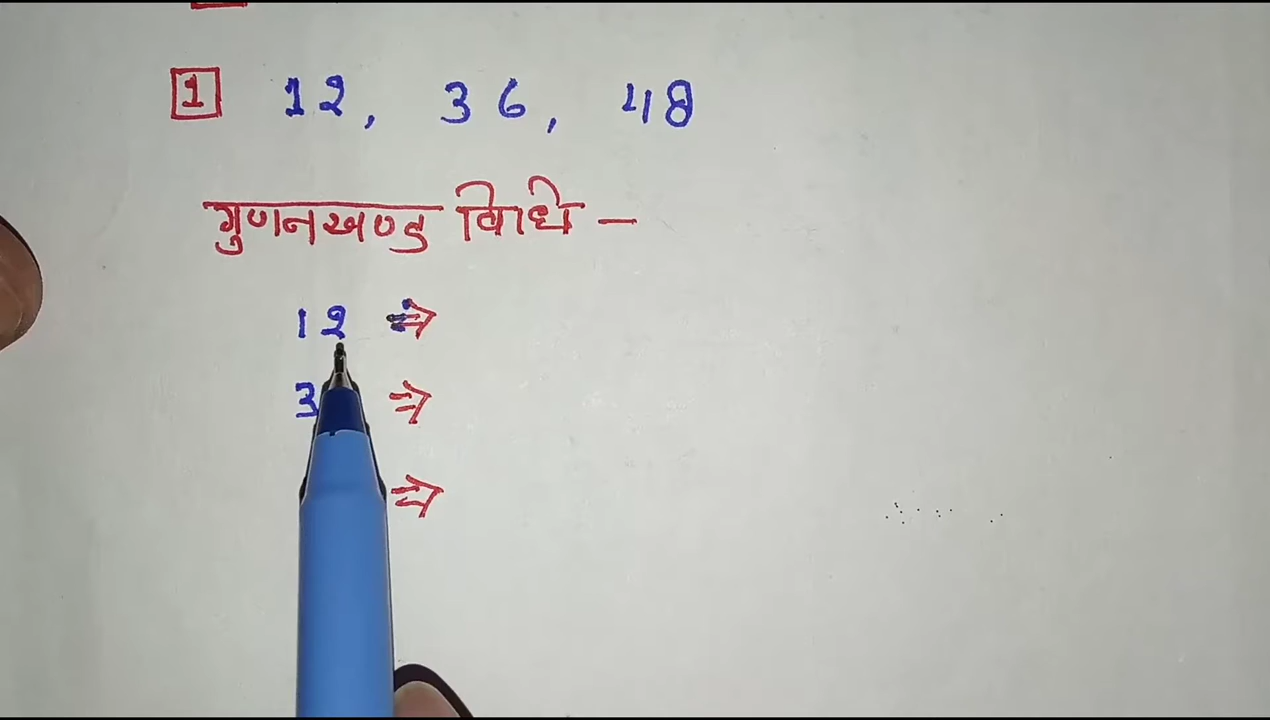 1 12, 36, 48
गुणनखण्ड विधि —
12 ⇒
3 ⇒
⇒